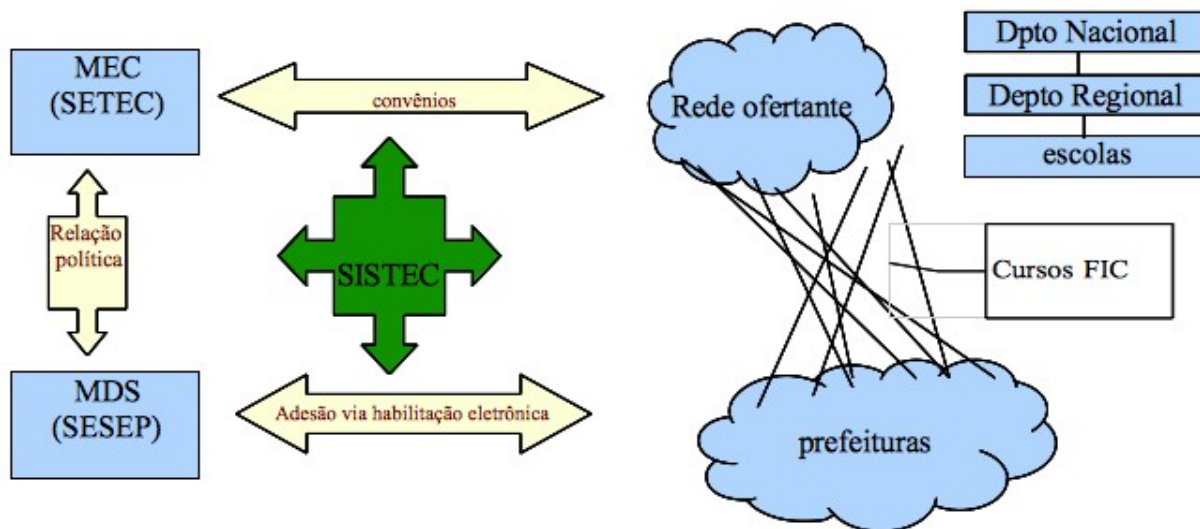 MEC
(SETEC)
convênios
Rede ofertante
Dpto Nacional
Depto Regional
escolas
Relação
política
SISTEC
Cursos FIC
MDS
(SESEP)
Adesão via habilitação eletrônica
prefeituras